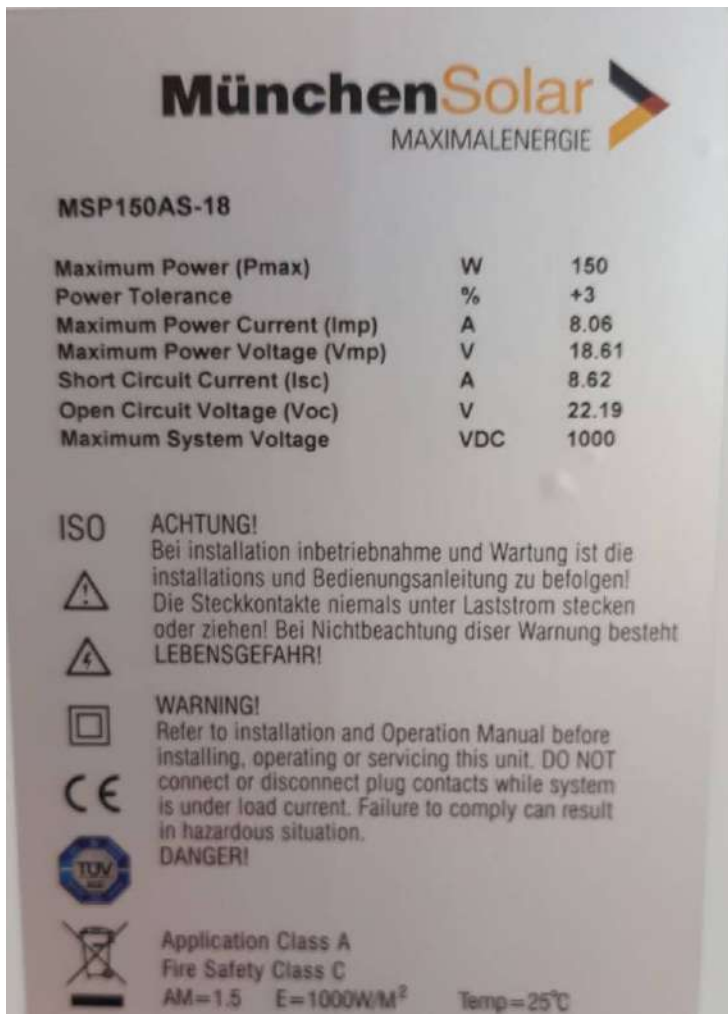 MünchenSolar
MAXIMALENERGIE
MSP150AS-18
Maximum Power (Pmax) W 150
Power Tolerance % +3
Maximum Power Current (Imp) A 8.06
Maximum Power Voltage (Vmp) V 18.61
Short Circuit Current (Isc) A 8.62
Open Circuit Voltage (Voc) V 22.19
Maximum System Voltage VDC 1000
ISO
ACHTUNG!
Bei installation inbetriebnahme und Wartung ist die
installations und Bedienungsanleitung zu befolgen!
Die Steckkontakte niemals unter Laststrom stecken
oder ziehen! Bei Nichtbeachtung diser Warnung besteht
LEBENSGEFAHR!
WARNING!
Refer to installation and Operation Manual before
installing, operating or servicing this unit. DO NOT
connect or disconnect plug contacts while system
is under load current. Failure to comply can result
in hazardous situation.
DANGER!
CE
TÜV
Application Class A
Fire Safety Class C
AM=1.5 E=1000W/M² Temp=25℃